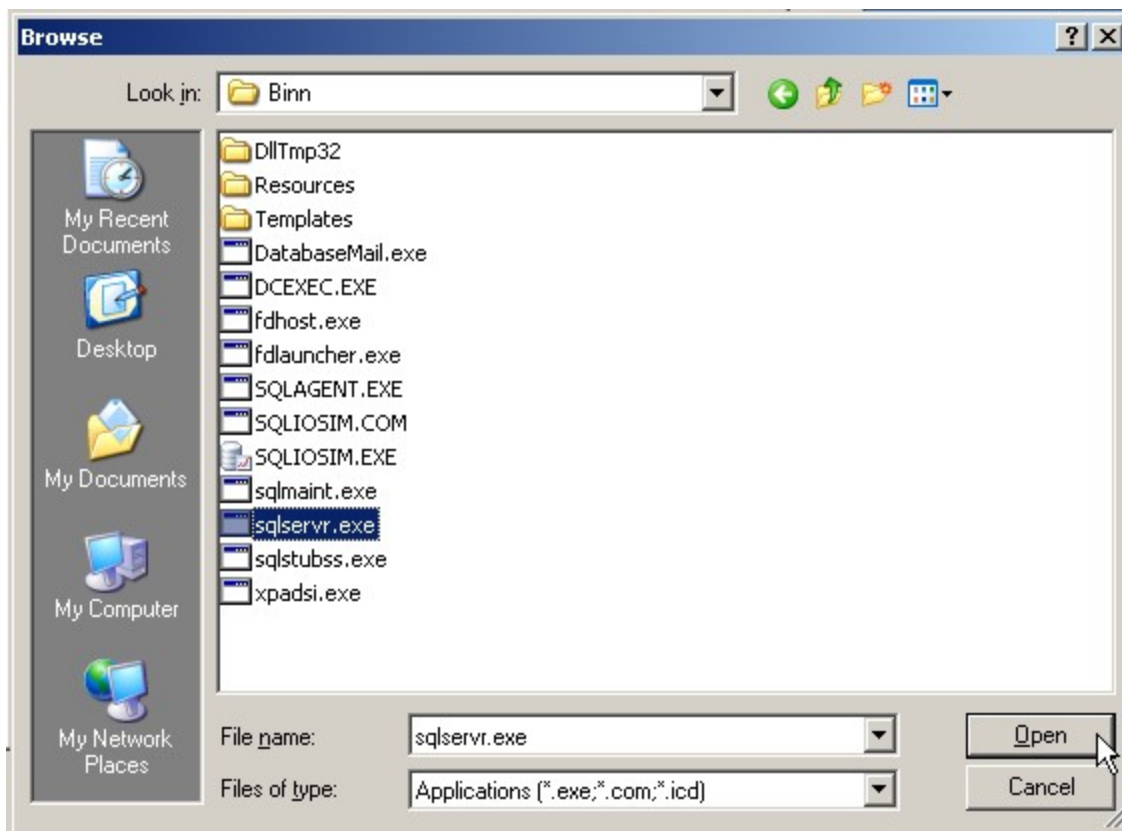 Browse
Look in:
Binn
My Recent
Documents
Desktop
My Documents
My Computer
My Network
Places
DllTmp32
Resources
Templates
DatabaseMail.exe
DCEXEC.EXE
fdhost.exe
fdlauncher.exe
SQLAGENT.EXE
SQLIOSIM.COM
SQLIOSIM.EXE
sqlmaint.exe
sqlservr.exe
sqlstubss.exe
xpadsi.exe
File name:
sqlservr.exe
Open
Files of type:
Applications (*.exe;*.com;*.icd)
Cancel